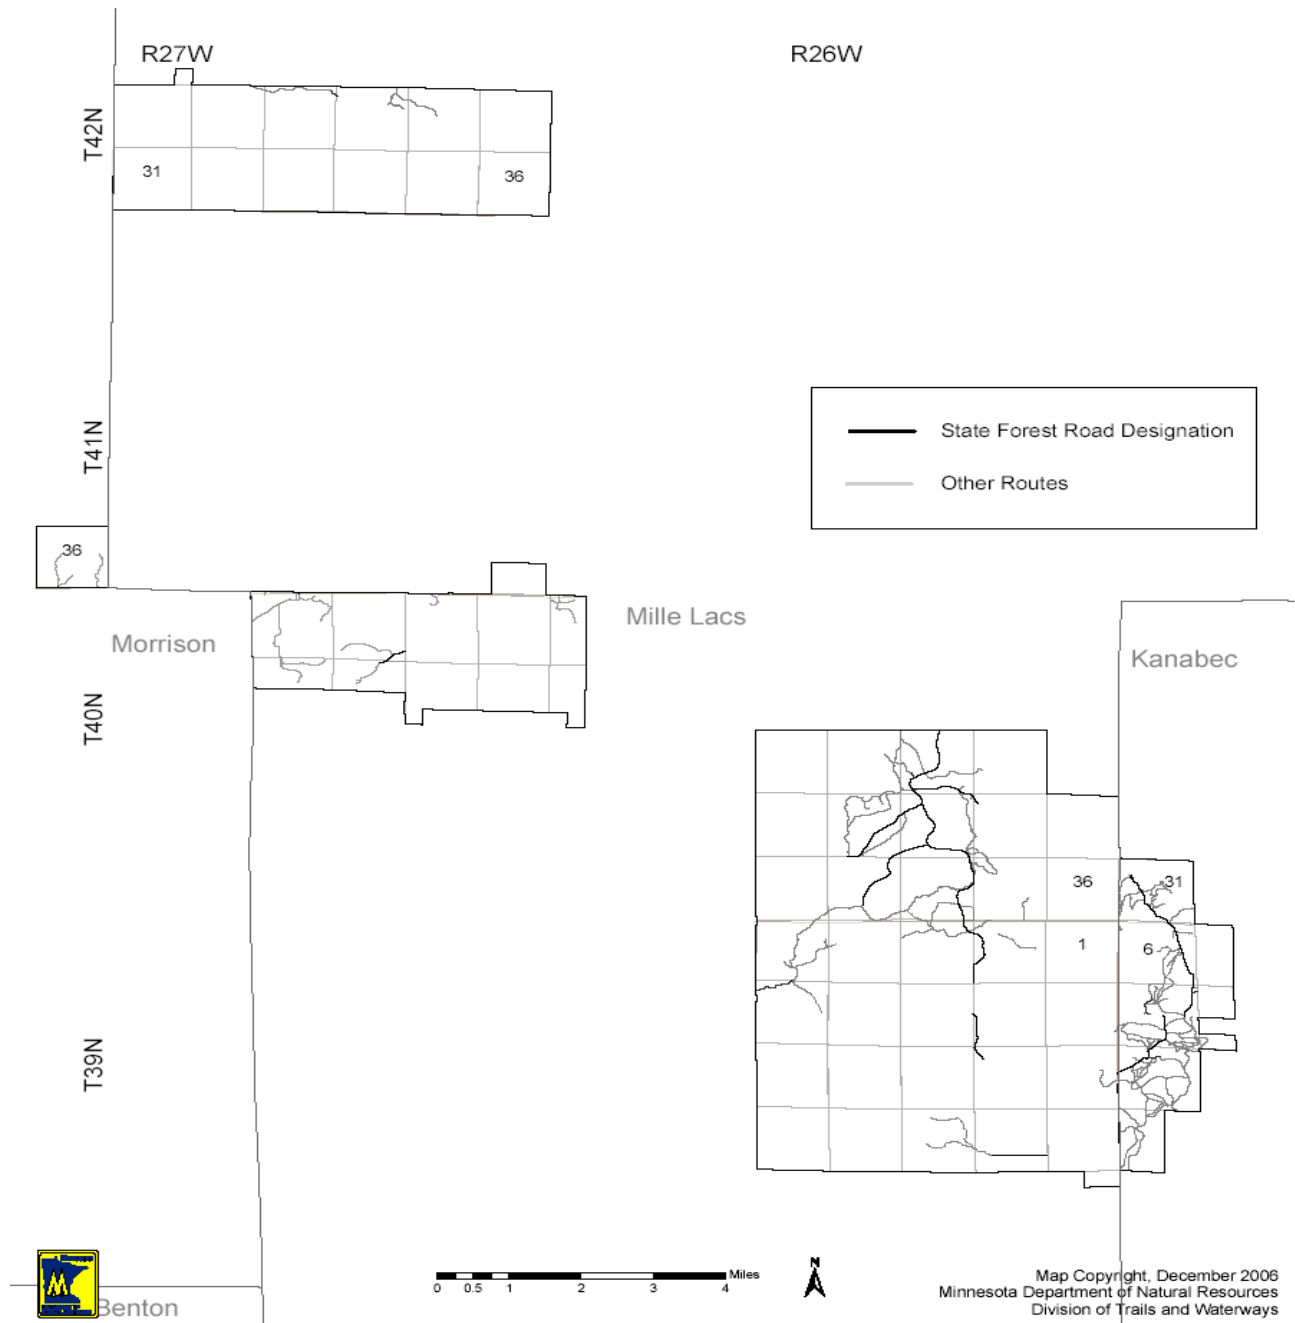 R27W
R26W
T42N
31
36
T41N
State Forest Road Designation
Other Routes
36
Mille Lacs
Morrison
Kanabec
T40N
36
31
1
6
T39N
N
Miles
0 0.5 1 2 3 4
Map Copyright, December 2006
Minnesota Department of Natural Resources
Division of Trails and Waterways
Benton